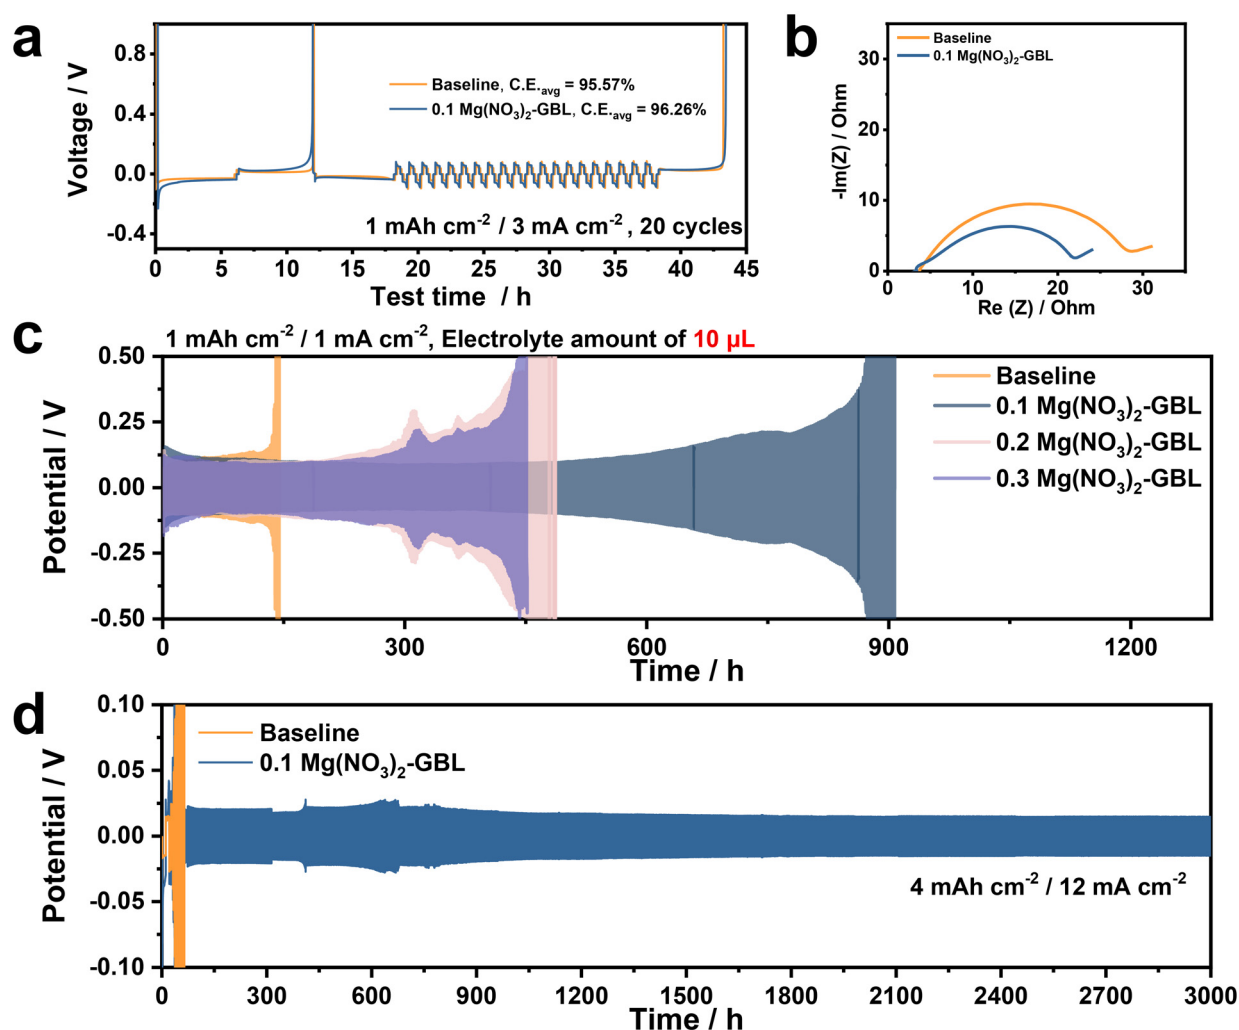 a
0.8
0.4
0.0
-0.4
Voltage / V
Baseline, C.E.avg = 95.57%
0.1 Mg(NO3)2-GBL, C.E.avg = 96.26%
1 mAh cm-2 / 3 mA cm-2 , 20 cycles
0 5 10 15 20 25 30 35 40 45
Test time / h
b
Baseline
0.1 Mg(NO3)2-GBL
30
20
10
0
-Im(Z) / Ohm
0 10 20 30
Re (Z) / Ohm
c
1 mAh cm-2 / 1 mA cm-2, Electrolyte amount of 10 μL
0.50
0.25
0.00
-0.25
-0.50
Potential / V
Baseline
0.1 Mg(NO3)2-GBL
0.2 Mg(NO3)2-GBL
0.3 Mg(NO3)2-GBL
0 300 600 900 1200
Time / h
d
0.10
0.05
0.00
-0.05
-0.10
Potential / V
Baseline
0.1 Mg(NO3)2-GBL
4 mAh cm-2 / 12 mA cm-2
0 300 600 900 1200 1500 1800 2100 2400 2700 3000
Time / h